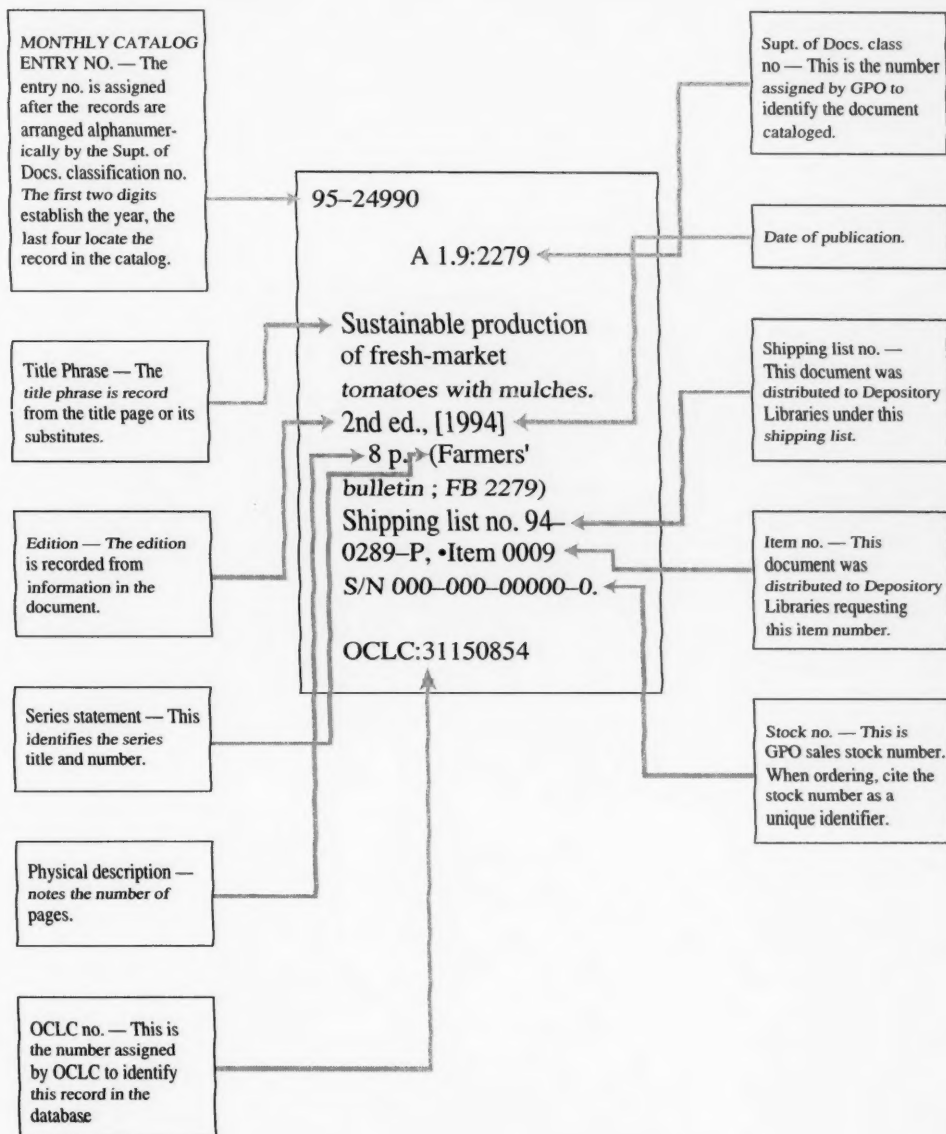 MONTHLY CATALOG
ENTRY NO. — The
entry no. is assigned
after the records are
arranged alphanumer-
ically by the Supt. of
Docs. classification no.
The first two digits
establish the year, the
last four locate the
record in the catalog.
Title Phrase — The
title phrase is record
from the title page or its
substitutes.
Edition — The edition
is recorded from
information in the
document.
Series statement — This
identifies the series
title and number.
Physical description —
notes the number of
pages.
OCLC no. — This is
the number assigned
by OCLC to identify
this record in the
database
95–24990
A 1.9:2279
Sustainable production
of fresh-market
tomatoes with mulches.
2nd ed., [1994]
8 p. (Farmers'
bulletin ; FB 2279)
Shipping list no. 94–
0289–P, •Item 0009
S/N 000–000–00000–0.
OCLC:31150854
Supt. of Docs. class
no — This is the number
assigned by GPO to
identify the document
cataloged.
Date of publication.
Shipping list no. —
This document was
distributed to Depository
Libraries under this
shipping list.
Item no. — This
document was
distributed to Depository
Libraries requesting
this item number.
Stock no. — This is
GPO sales stock number.
When ordering, cite the
stock number as a
unique identifier.